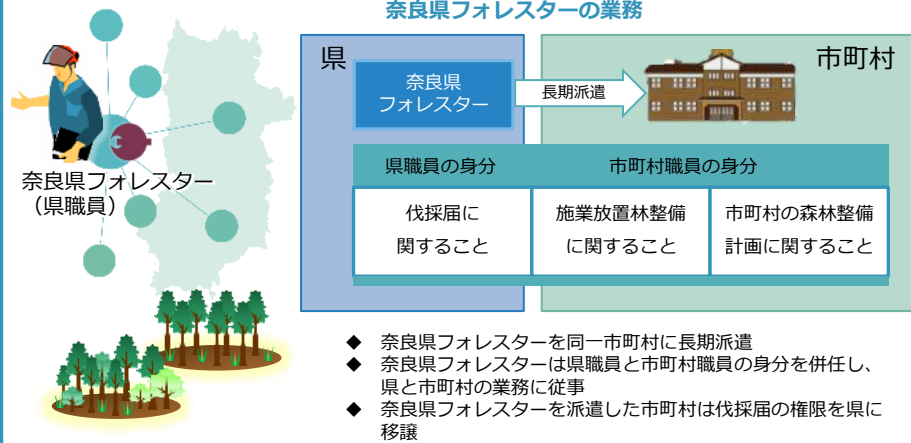 奈良県フォレスターの業務
県
市町村
奈良県
フォレスター
長期派遣
奈良県フォレスター
（県職員）
県職員の身分
市町村職員の身分
伐採届に
関すること
施業放置林整備
に関すること
市町村の森林整備
計画に関すること
◆ 奈良県フォレスターを同一市町村に長期派遣
◆ 奈良県フォレスターは県職員と市町村職員の身分を併任し、
県と市町村の業務に従事
◆ 奈良県フォレスターを派遣した市町村は伐採届の権限を県に
移譲